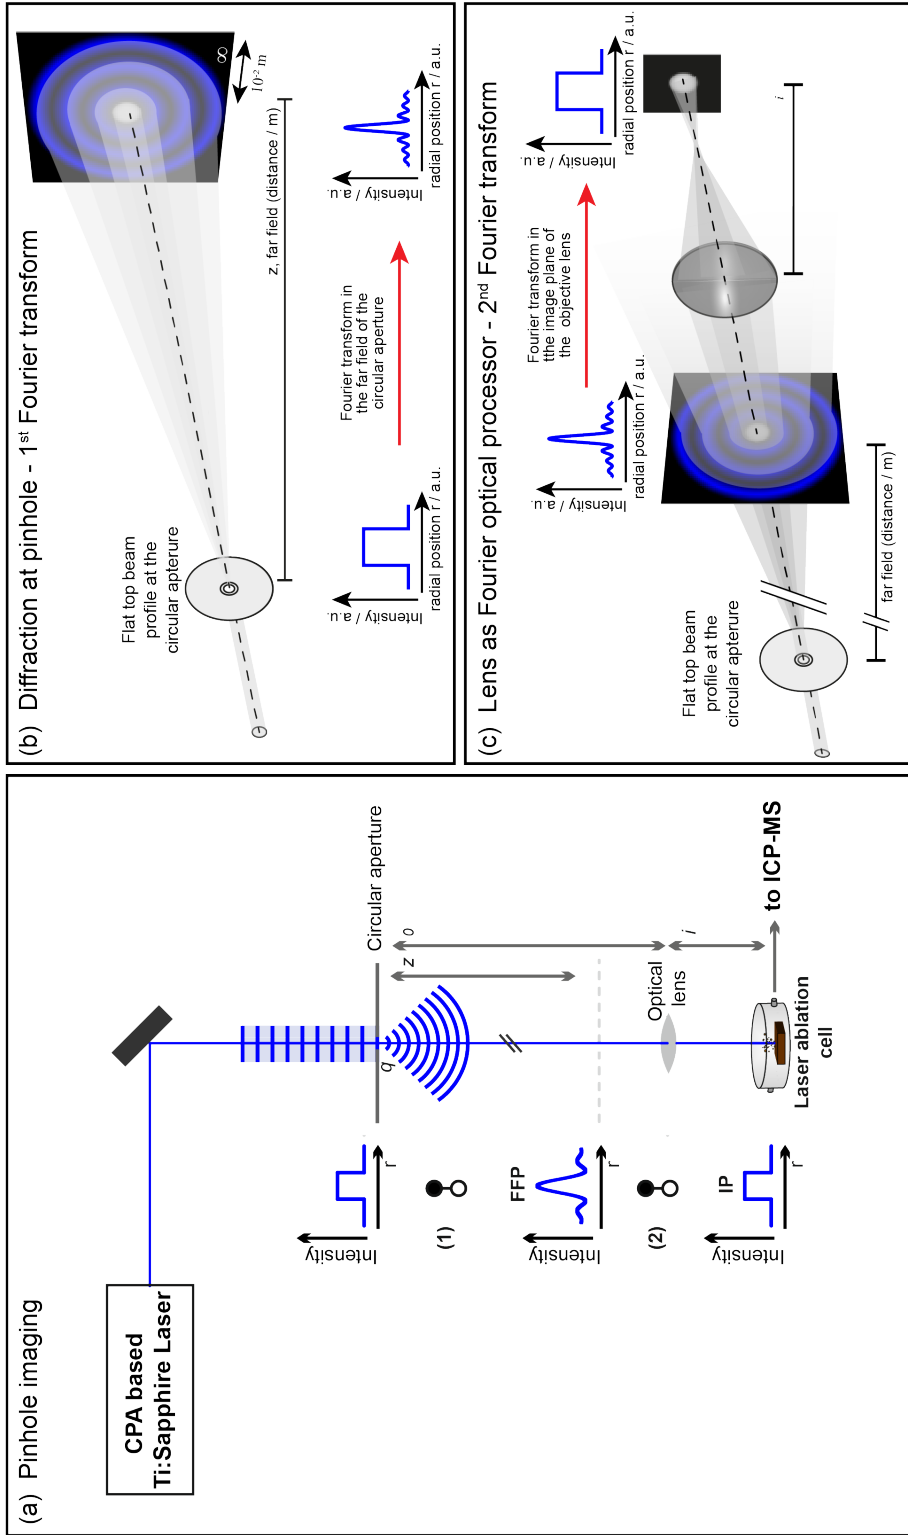 (a) Pinhole imaging
CPA based
Ti:Sapphire Laser
Intensity
r
(1)
FFP
Intensity
r
(2)
IP
Intensity
r
q
Circular aperture
z
o
Optical
lens
i
Laser ablation
cell
to ICP-MS
(b) Diffraction at pinhole - 1st Fourier transform
Flat top beam
profile at the
circular apterure
z, far field (distance / m)
∞
10-2 m
Intensity / a.u.
radial position r / a.u.
Fourier transform in
the far field of the
circular aperture
Intensity / a.u.
radial position r / a.u.
(c) Lens as Fourier optical processor - 2nd Fourier transform
Flat top beam
profile at the
circular apterure
far field (distance / m)
Intensity / a.u.
radial position r / a.u.
Fourier transform in
tthe image plane of
the objective lens
Intensity / a.u.
radial position r / a.u.
i